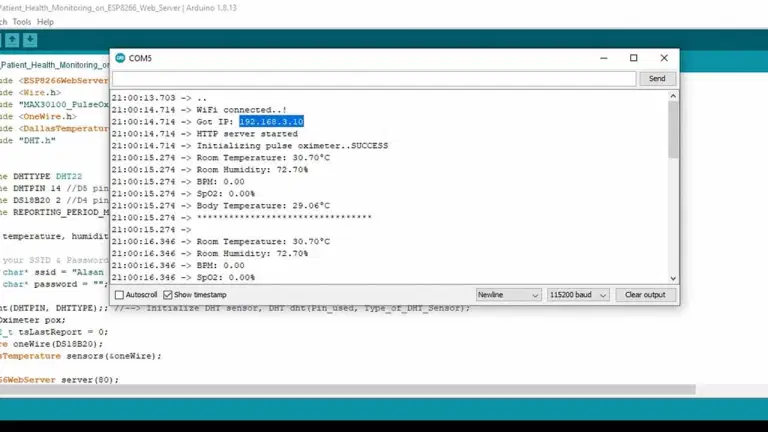 Patient_Health_Monitoring_on_ESP8266_Web_Server | Arduino 1.8.13
ch Tools Help
_Patient_Health_Monitoring_on
COM5
Send
ude <ESP8266WebServer
ude <Wire.h>
ude "MAX30100_PulseOx
ude <OneWire.h>
ude <DallasTemperatur
ude "DHT.h"
ne DHTTYPE DHT22
ne DHTPIN 14 //D5 pin
ne DS18B20 2 //D4 pin
ne REPORTING_PERIOD_M
temperature, humidit
your SSID & Password
char* ssid = "Alsan
char* password = "";
21:00:13.703 -> ..
21:00:14.714 -> WiFi connected..!
21:00:14.714 -> Got IP: 192.168.3.10
21:00:14.714 -> HTTP server started
21:00:14.714 -> Initializing pulse oximeter..SUCCESS
21:00:15.274 -> Room Temperature: 30.70°C
21:00:15.274 -> Room Humidity: 72.70%
21:00:15.274 -> BPM: 0.00
21:00:15.274 -> SpO2: 0.00%
21:00:15.274 -> Body Temperature: 29.06°C
21:00:15.274 -> *********************************
21:00:15.274 ->
21:00:16.346 -> Room Temperature: 30.70°C
21:00:16.346 -> Room Humidity: 72.70%
21:00:16.346 -> BPM: 0.00
21:00:16.346 -> SpO2: 0.00%
Autoscroll Show timestamp Newline 115200 baud Clear output
ht(DHTPIN, DHTTYPE);; //--> Initialize DHT sensor, DHT dht(Pin_used, Type_of_DHT_Sensor);
Oximeter pox;
_t tsLastReport = 0;
re oneWire(DS18B20);
sTemperature sensors(&oneWire);
66WebServer server(80);